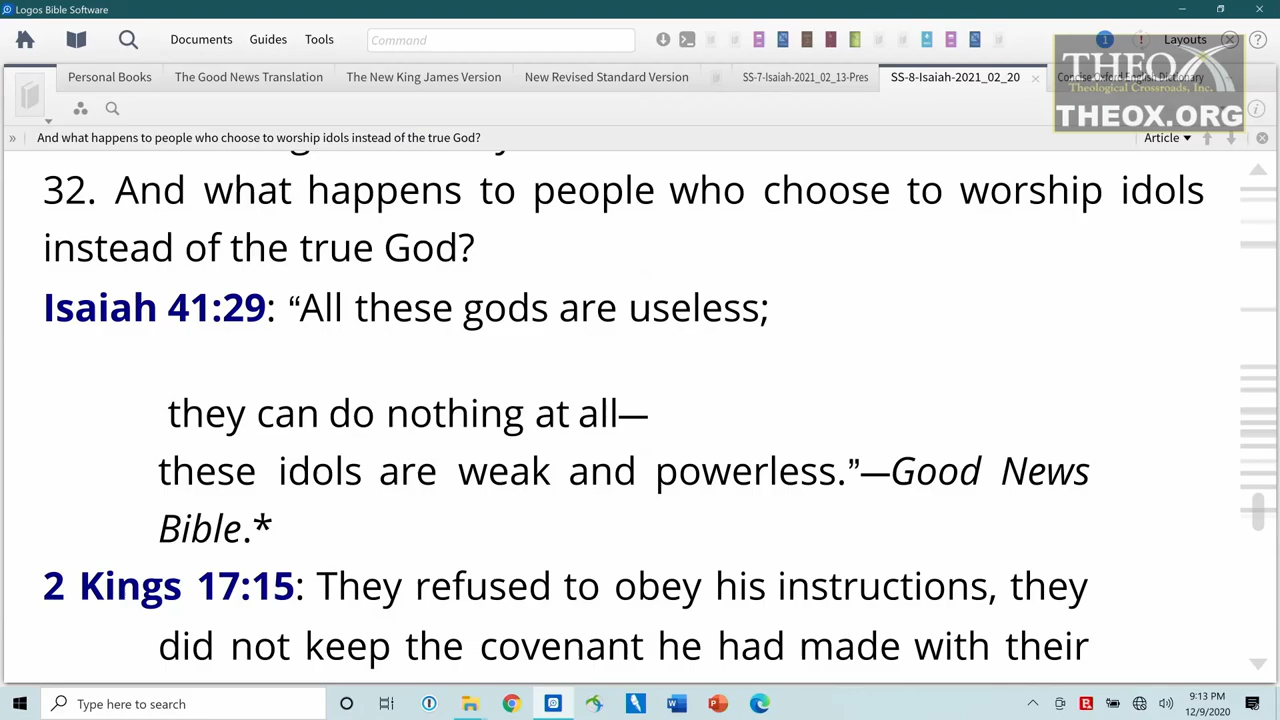 Logos Bible Software
Documents Guides Tools Command Layouts
Personal Books The Good News Translation The New King James Version New Revised Standard Version SS-7-Isaiah-2021_02_13-Pres SS-8-Isaiah-2021_02_20 Concise Oxford English Dictionary
THEOX
Theological Crossroads, Inc.
THEOX.ORG
» And what happens to people who choose to worship idols instead of the true God? Article
32. And what happens to people who choose to worship idols
instead of the true God?
Isaiah 41:29: “All these gods are useless;
they can do nothing at all—
these idols are weak and powerless.”—Good News
Bible.*
2 Kings 17:15: They refused to obey his instructions, they
did not keep the covenant he had made with their
Type here to search
9:13 PM
12/9/2020